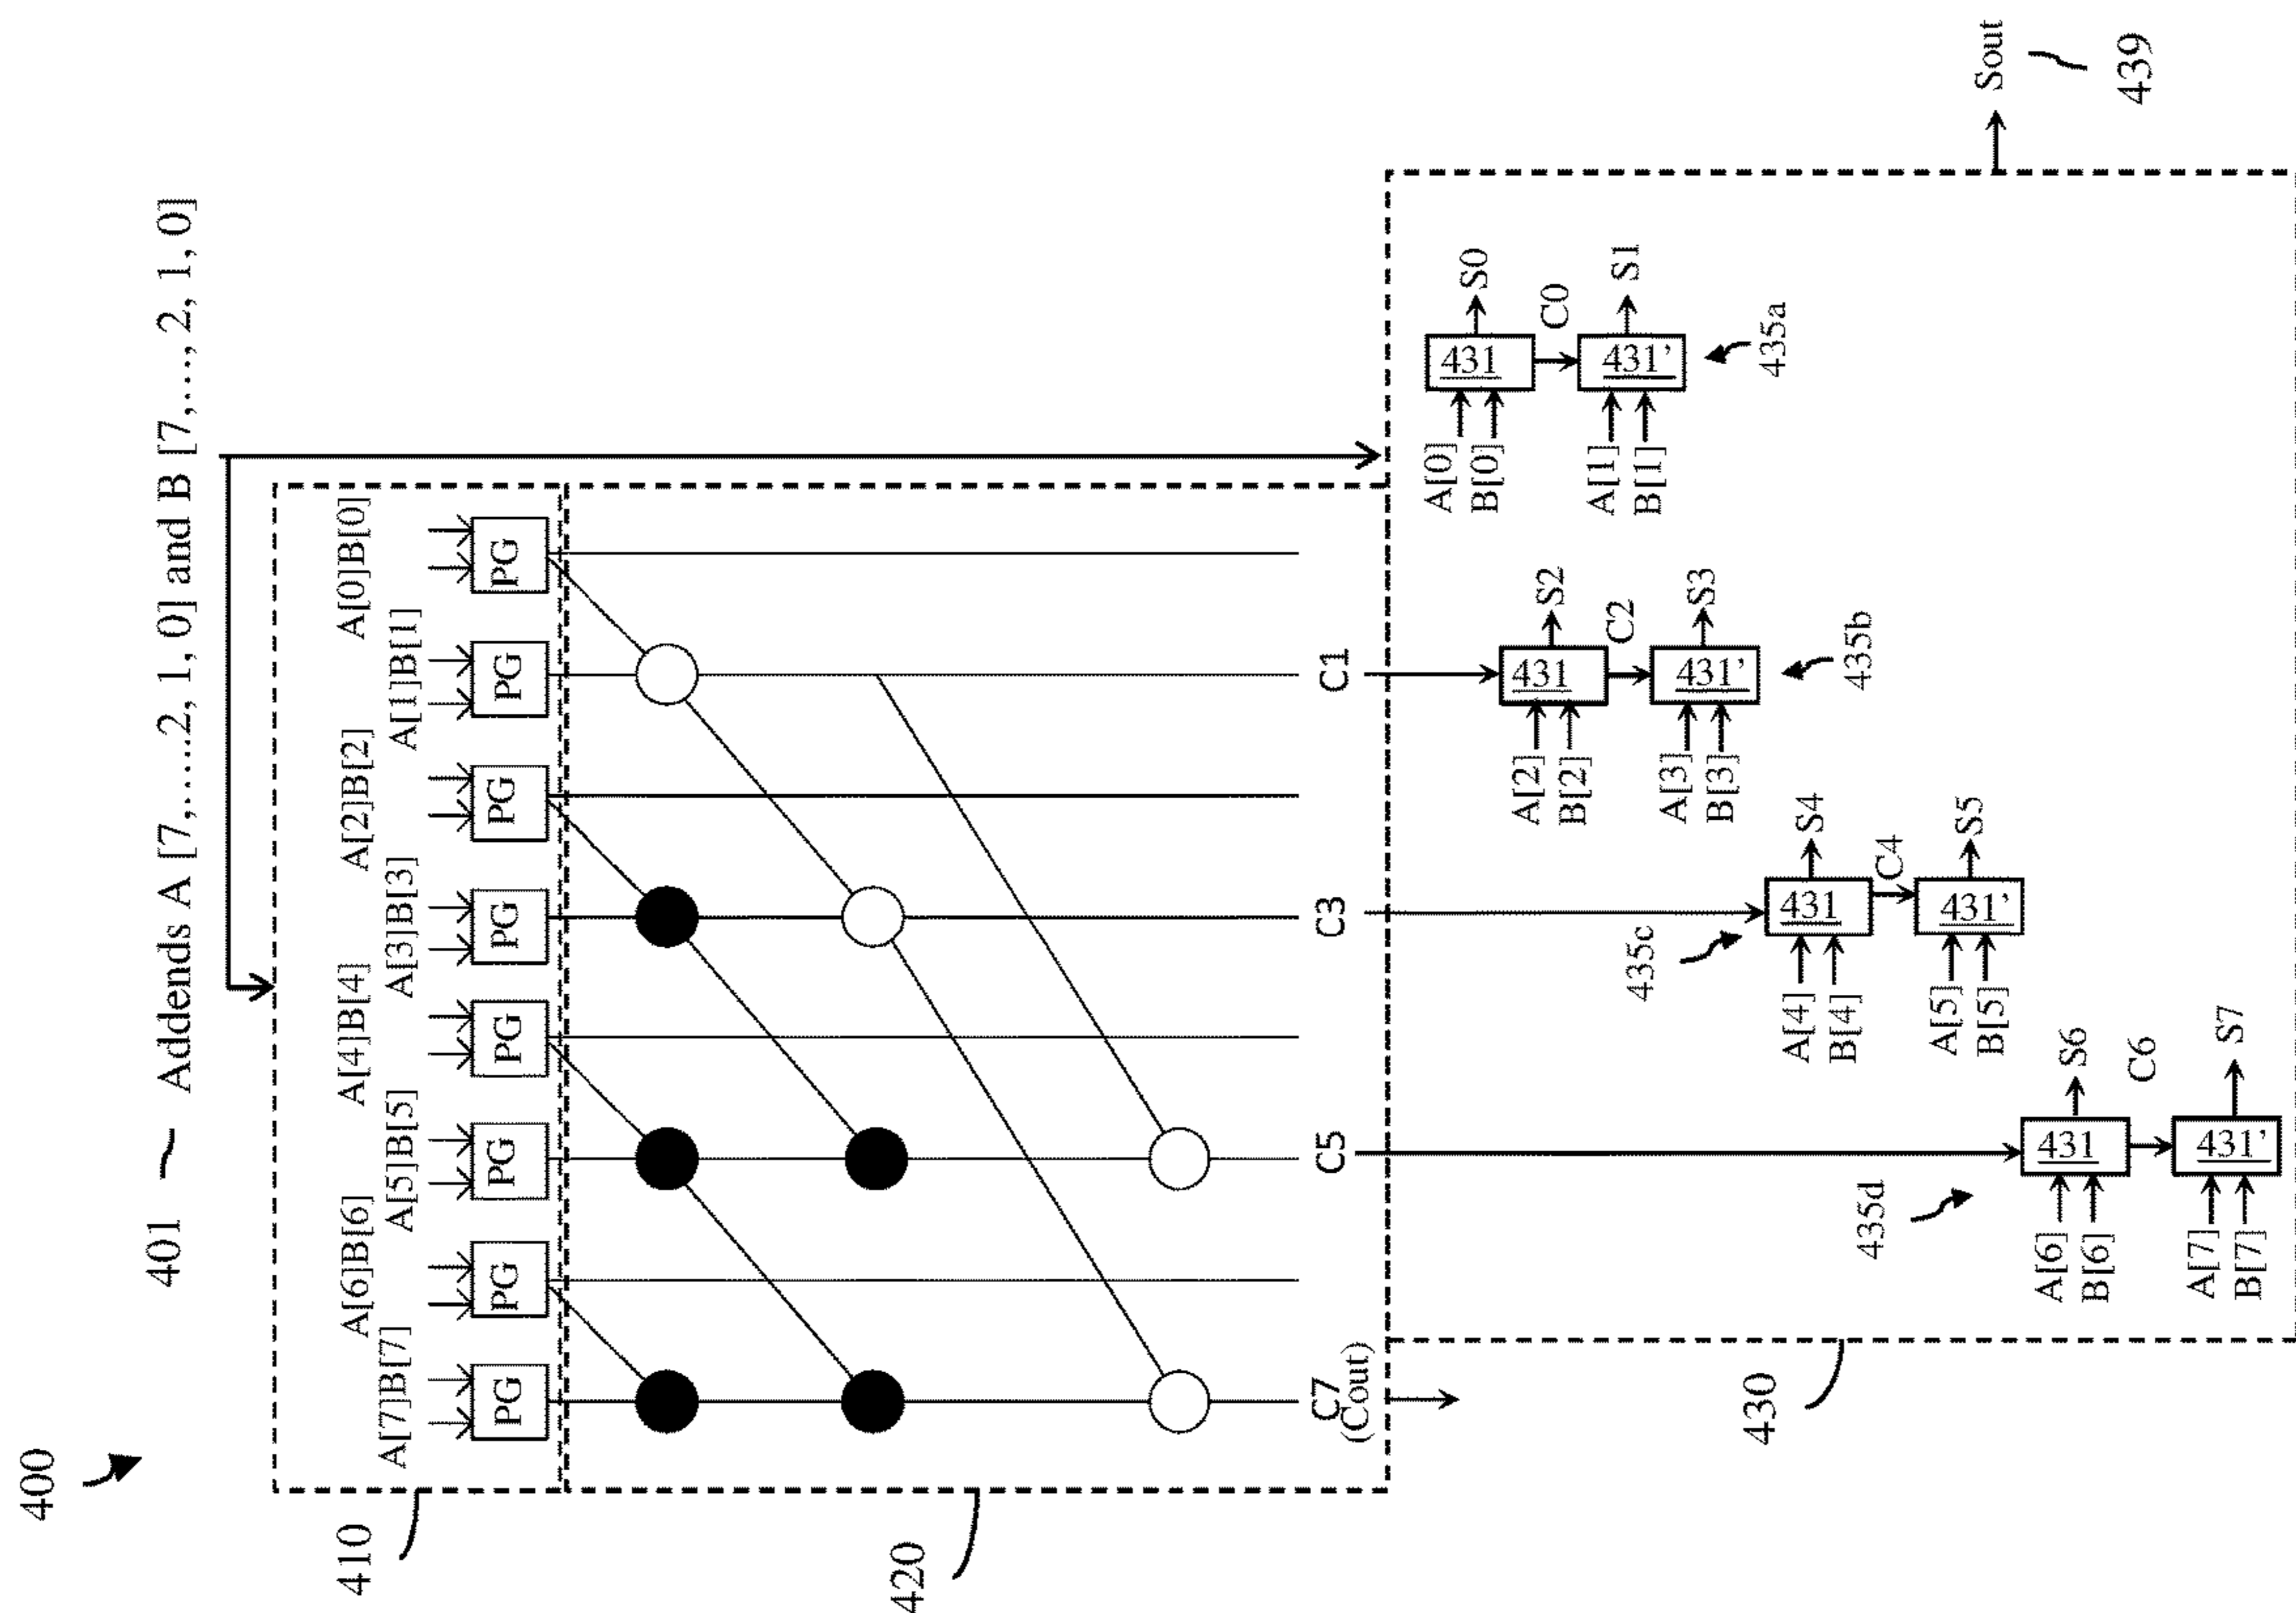 400
401
Addends A [7,.....2, 1, 0] and B [7,...., 2, 1, 0]
410
A[7]B[7]
A[6]B[6]
A[5]B[5]
A[4]B[4]
A[3]B[3]
A[2]B[2]
A[1]B[1]
A[0]B[0]
PG
PG
PG
PG
PG
PG
PG
PG
420
C7
(Cout)
C5
C3
C1
430
A[0]
B[0]
431
S0
C0
A[1]
B[1]
431'
S1
435a
A[2]
B[2]
431
S2
C2
A[3]
B[3]
431'
S3
435b
435c
A[4]
B[4]
431
S4
C4
A[5]
B[5]
431'
S5
435d
A[6]
B[6]
431
S6
C6
A[7]
B[7]
431'
S7
Sout
439